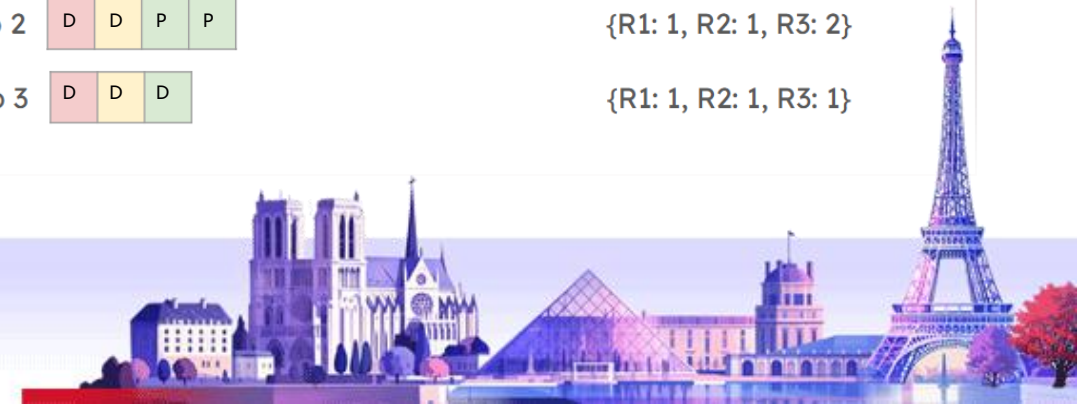 2 D D P P {R1: 1, R2: 1, R3: 2}
3 D D D {R1: 1, R2: 1, R3: 1}